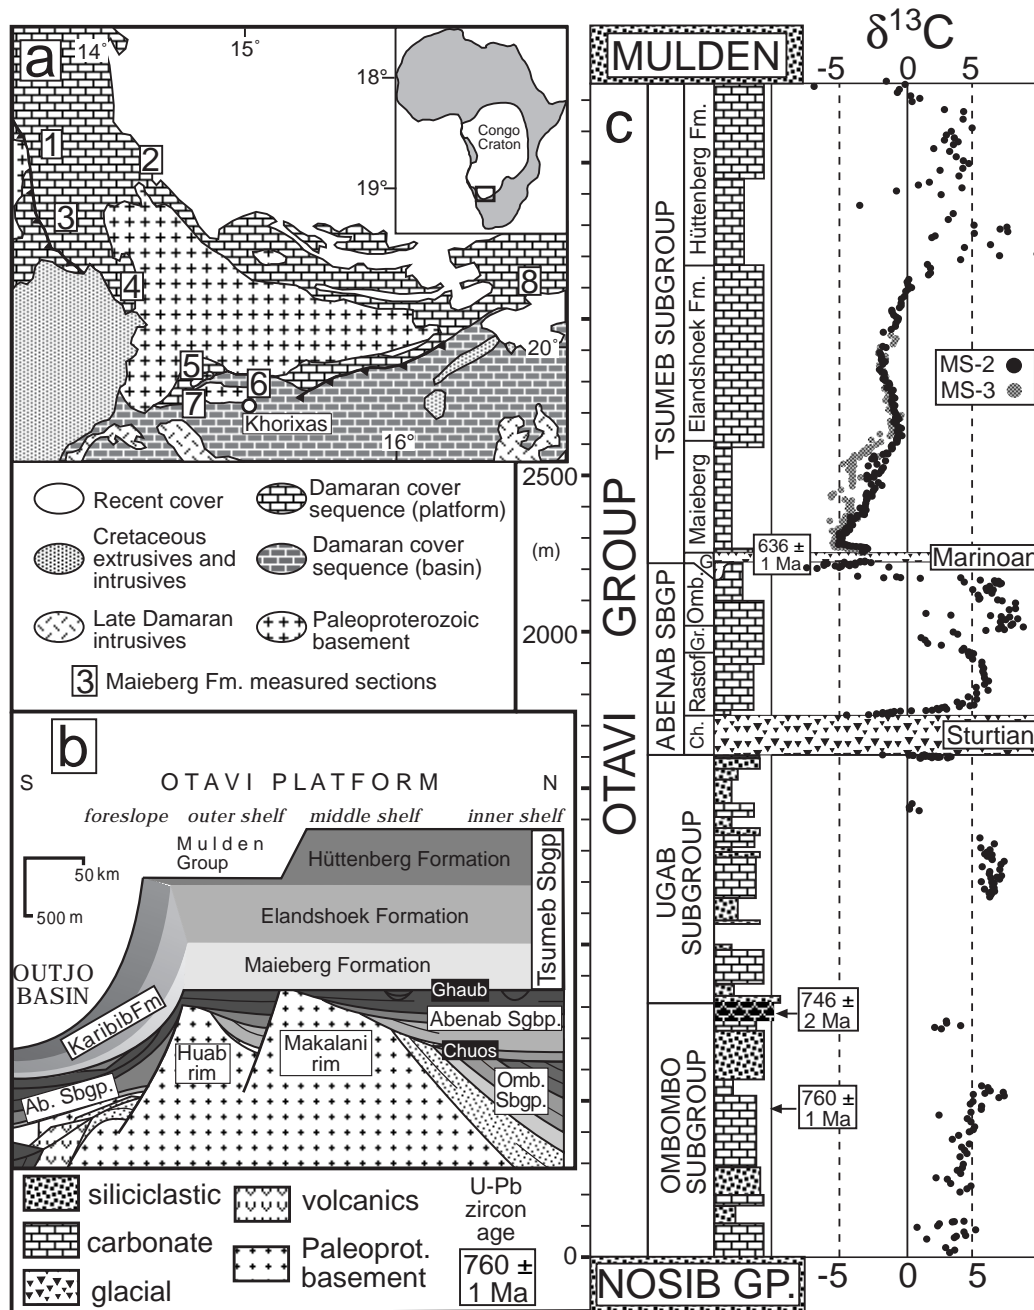 a
14°
15°
18°
19°
20°
16°
Congo
Craton
1
2
3
4
5
6
7
8
Khorixas
Recent cover
Cretaceous
extrusives and
intrusives
Late Damaran
intrusives
Damaran cover
sequence (platform)
Damaran cover
sequence (basin)
Paleoproterozoic
basement
3 Maieberg Fm. measured sections
b
S
OTAVI PLATFORM
N
foreslope outer shelf middle shelf inner shelf
Mulden
Group
50 km
500 m
Hüttenberg Formation
Elandshoek Formation
Maieberg Formation
Tsumeb Sbgp
OUTJO
BASIN
Karibib Fm
Ghaub
Abenab Sgbp.
Chuos
Huab
rim
Makalani
rim
Omb.
Sbgp.
Ab. Sbgp.
siliciclastic
carbonate
glacial
volcanics
Paleoprot.
basement
U-Pb
zircon
age
760 ±
1 Ma
c
MULDEN
δ13C
-5 0 5
2500
(m)
2000
0
OTAVI GROUP
TSUMEB SUBGROUP
Hüttenberg Fm.
Elandshoek Fm.
Maieberg
MS-2
MS-3
636 ±
1 Ma
G
Marinoan
ABENAB SBGP
Omb.
Gr.
Rastof
Ch.
Sturtian
UGAB
SUBGROUP
746 ±
2 Ma
OMBOMBO
SUBGROUP
760 ±
1 Ma
NOSIB GP.
-5 0 5